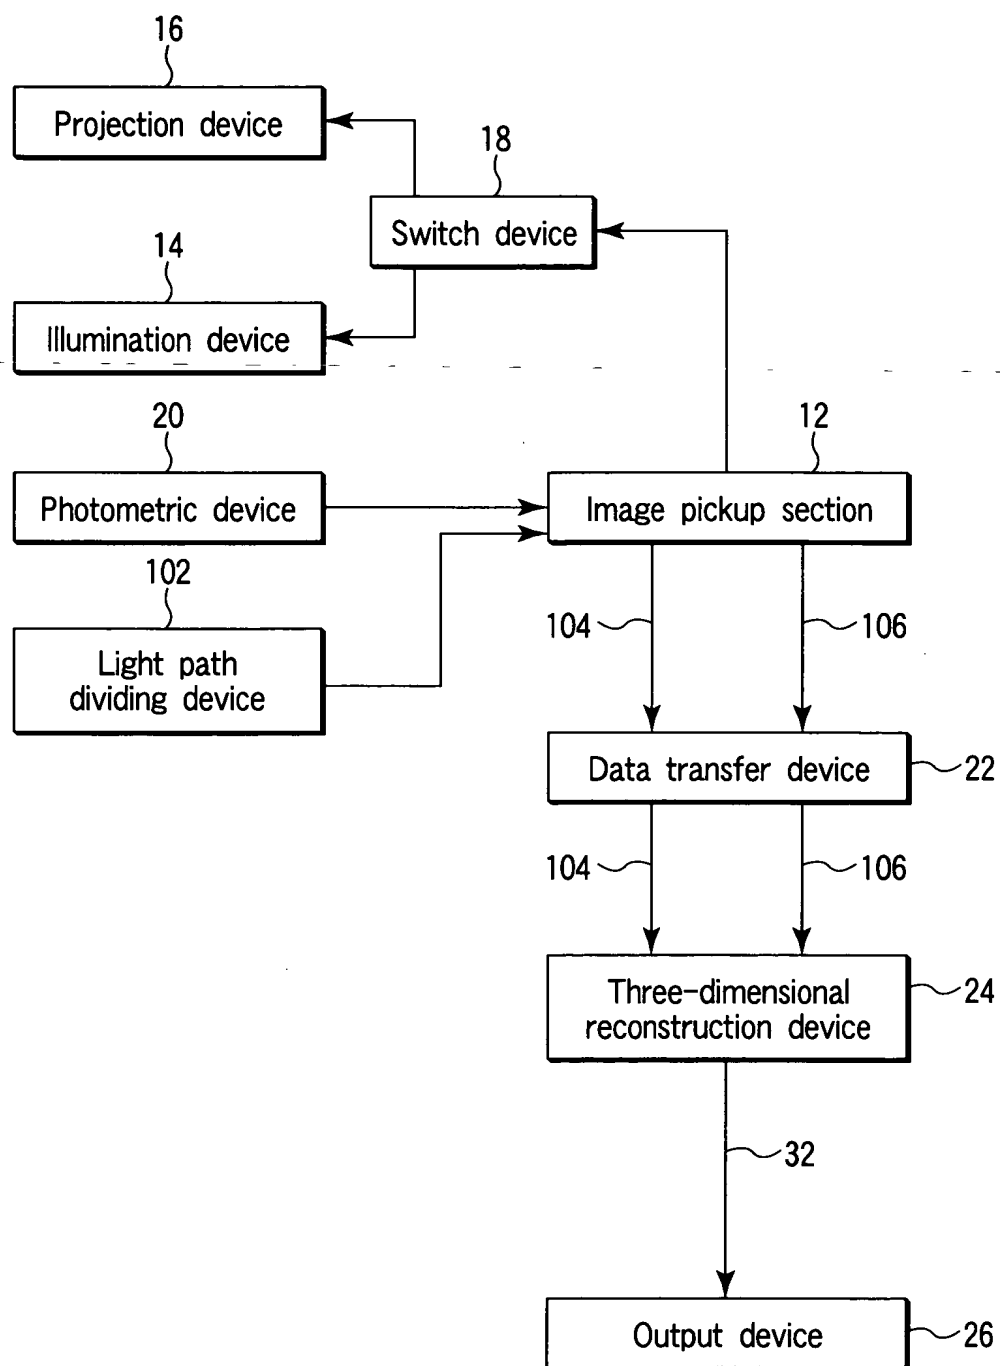 16
Projection device
18
Switch device
14
Illumination device
20
Photometric device
12
Image pickup section
102
Light path
dividing device
104
106
Data transfer device
22
104
106
Three-dimensional
reconstruction device
24
32
Output device
26